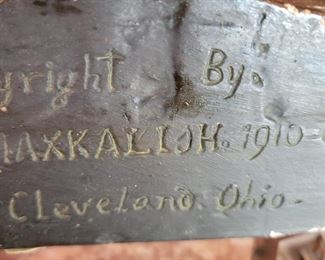 yright By.
MAXKALISH. 1910
Cleveland. Ohio-